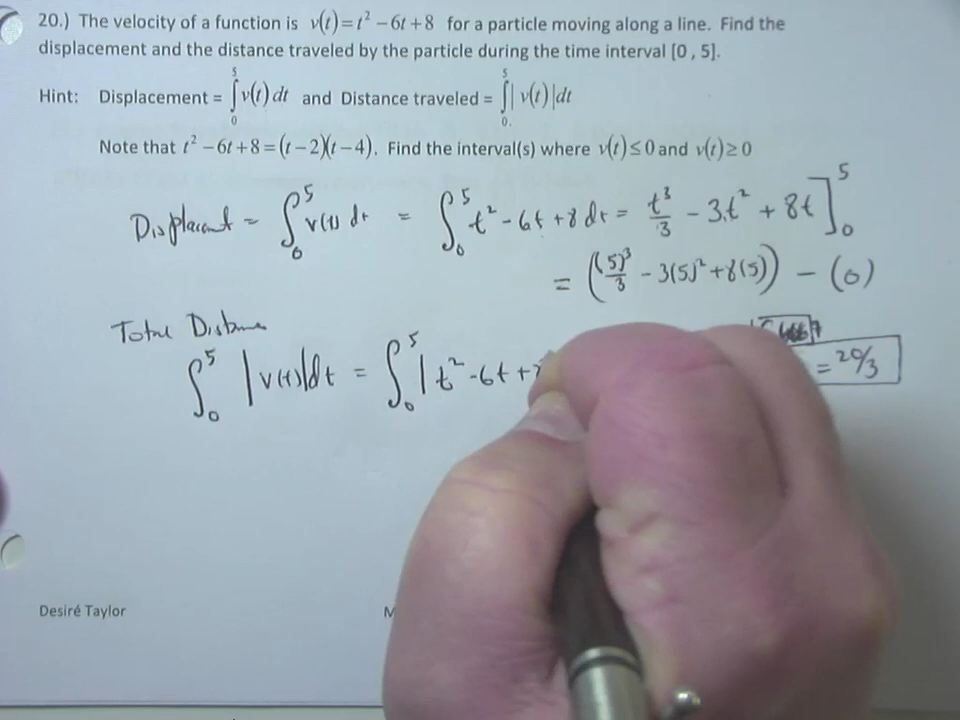 20.) The velocity of a function is v(t)=t² −6t+8 for a particle moving along a line. Find the
displacement and the distance traveled by the particle during the time interval [0 , 5].
Hint: Displacement = ∫₀⁵ v(t) dt and Distance traveled = ∫₀⁵ | v(t) |dt
Note that t² −6t+8=(t−2)(t−4). Find the interval(s) where v(t)≤0 and v(t)≥0
= ∫₀⁵ v(t) dt = ∫₀⁵ t² - 6t + 8 dt = t³/3 - 3t² + 8t ]₀⁵
= ((5)³/3 - 3(5)² + 8(5)) - (0)
Total
= 20/3
∫₀⁵ |v(t)|dt = ∫₀⁵ | t² - 6t +
Desiré Taylor
M